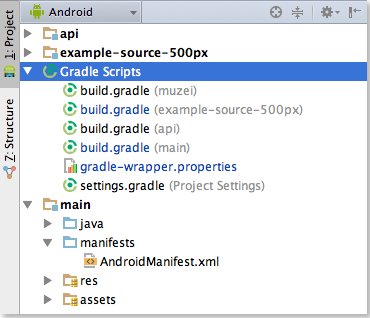 Android
1: Project
7: Structure
api
example-source-500px
Gradle Scripts
build.gradle (muzei)
build.gradle (example-source-500px)
build.gradle (api)
build.gradle (main)
gradle-wrapper.properties
settings.gradle (Project Settings)
main
java
manifests
AndroidManifest.xml
res
assets